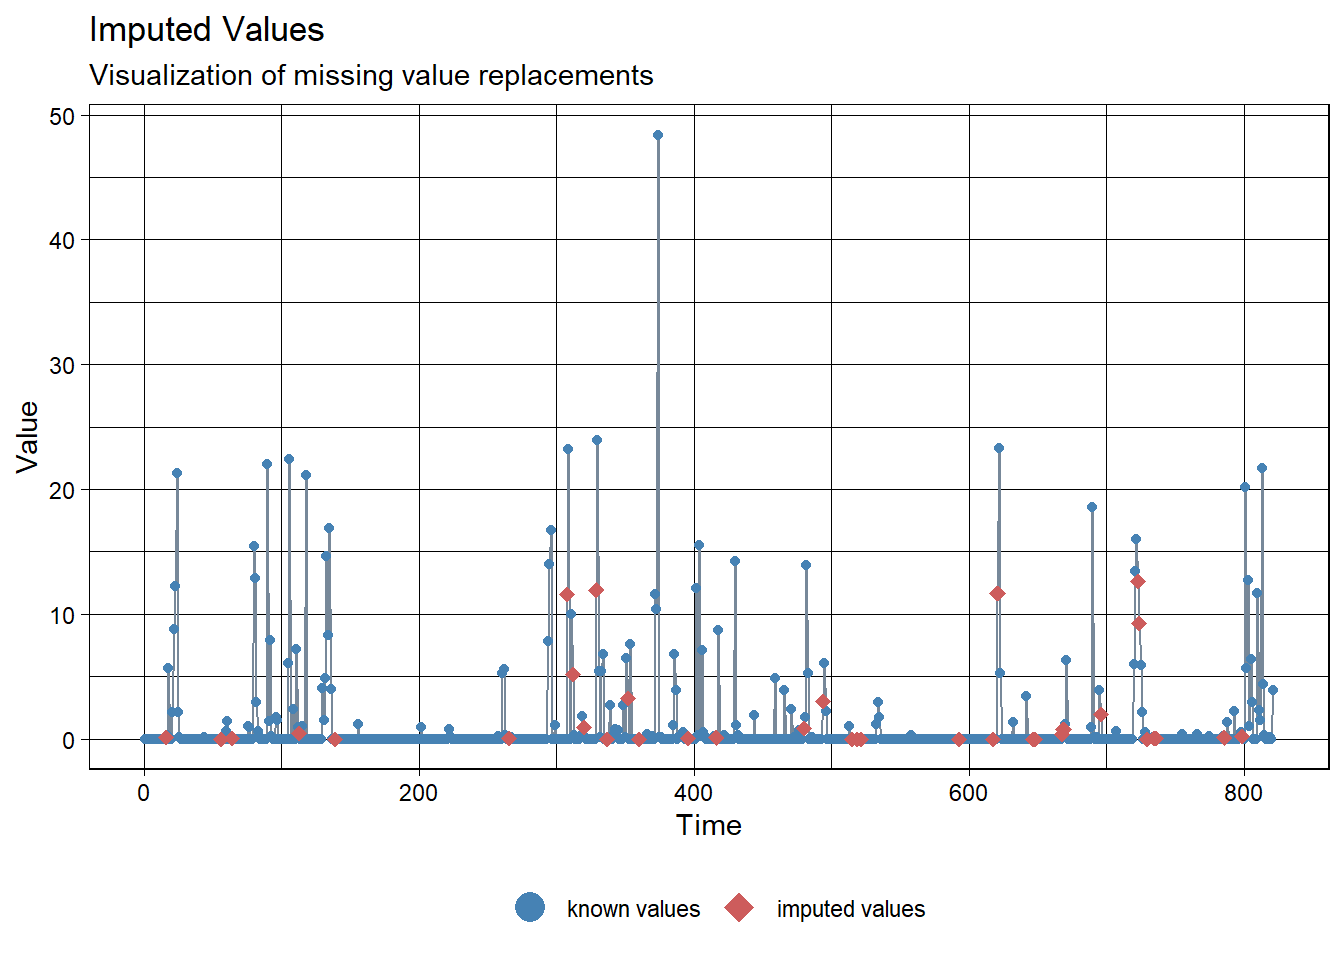 Imputed Values
Visualization of missing value replacements
50
40
30
20
10
0
Value
0 200 400 600 800
Time
known values imputed values